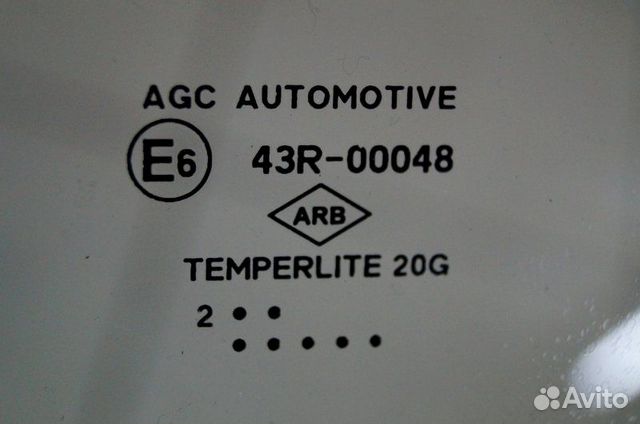 AGC AUTOMOTIVE
E6 43R-00048
ARB
TEMPERLITE 20G
2 • •
• • • • •
Avito